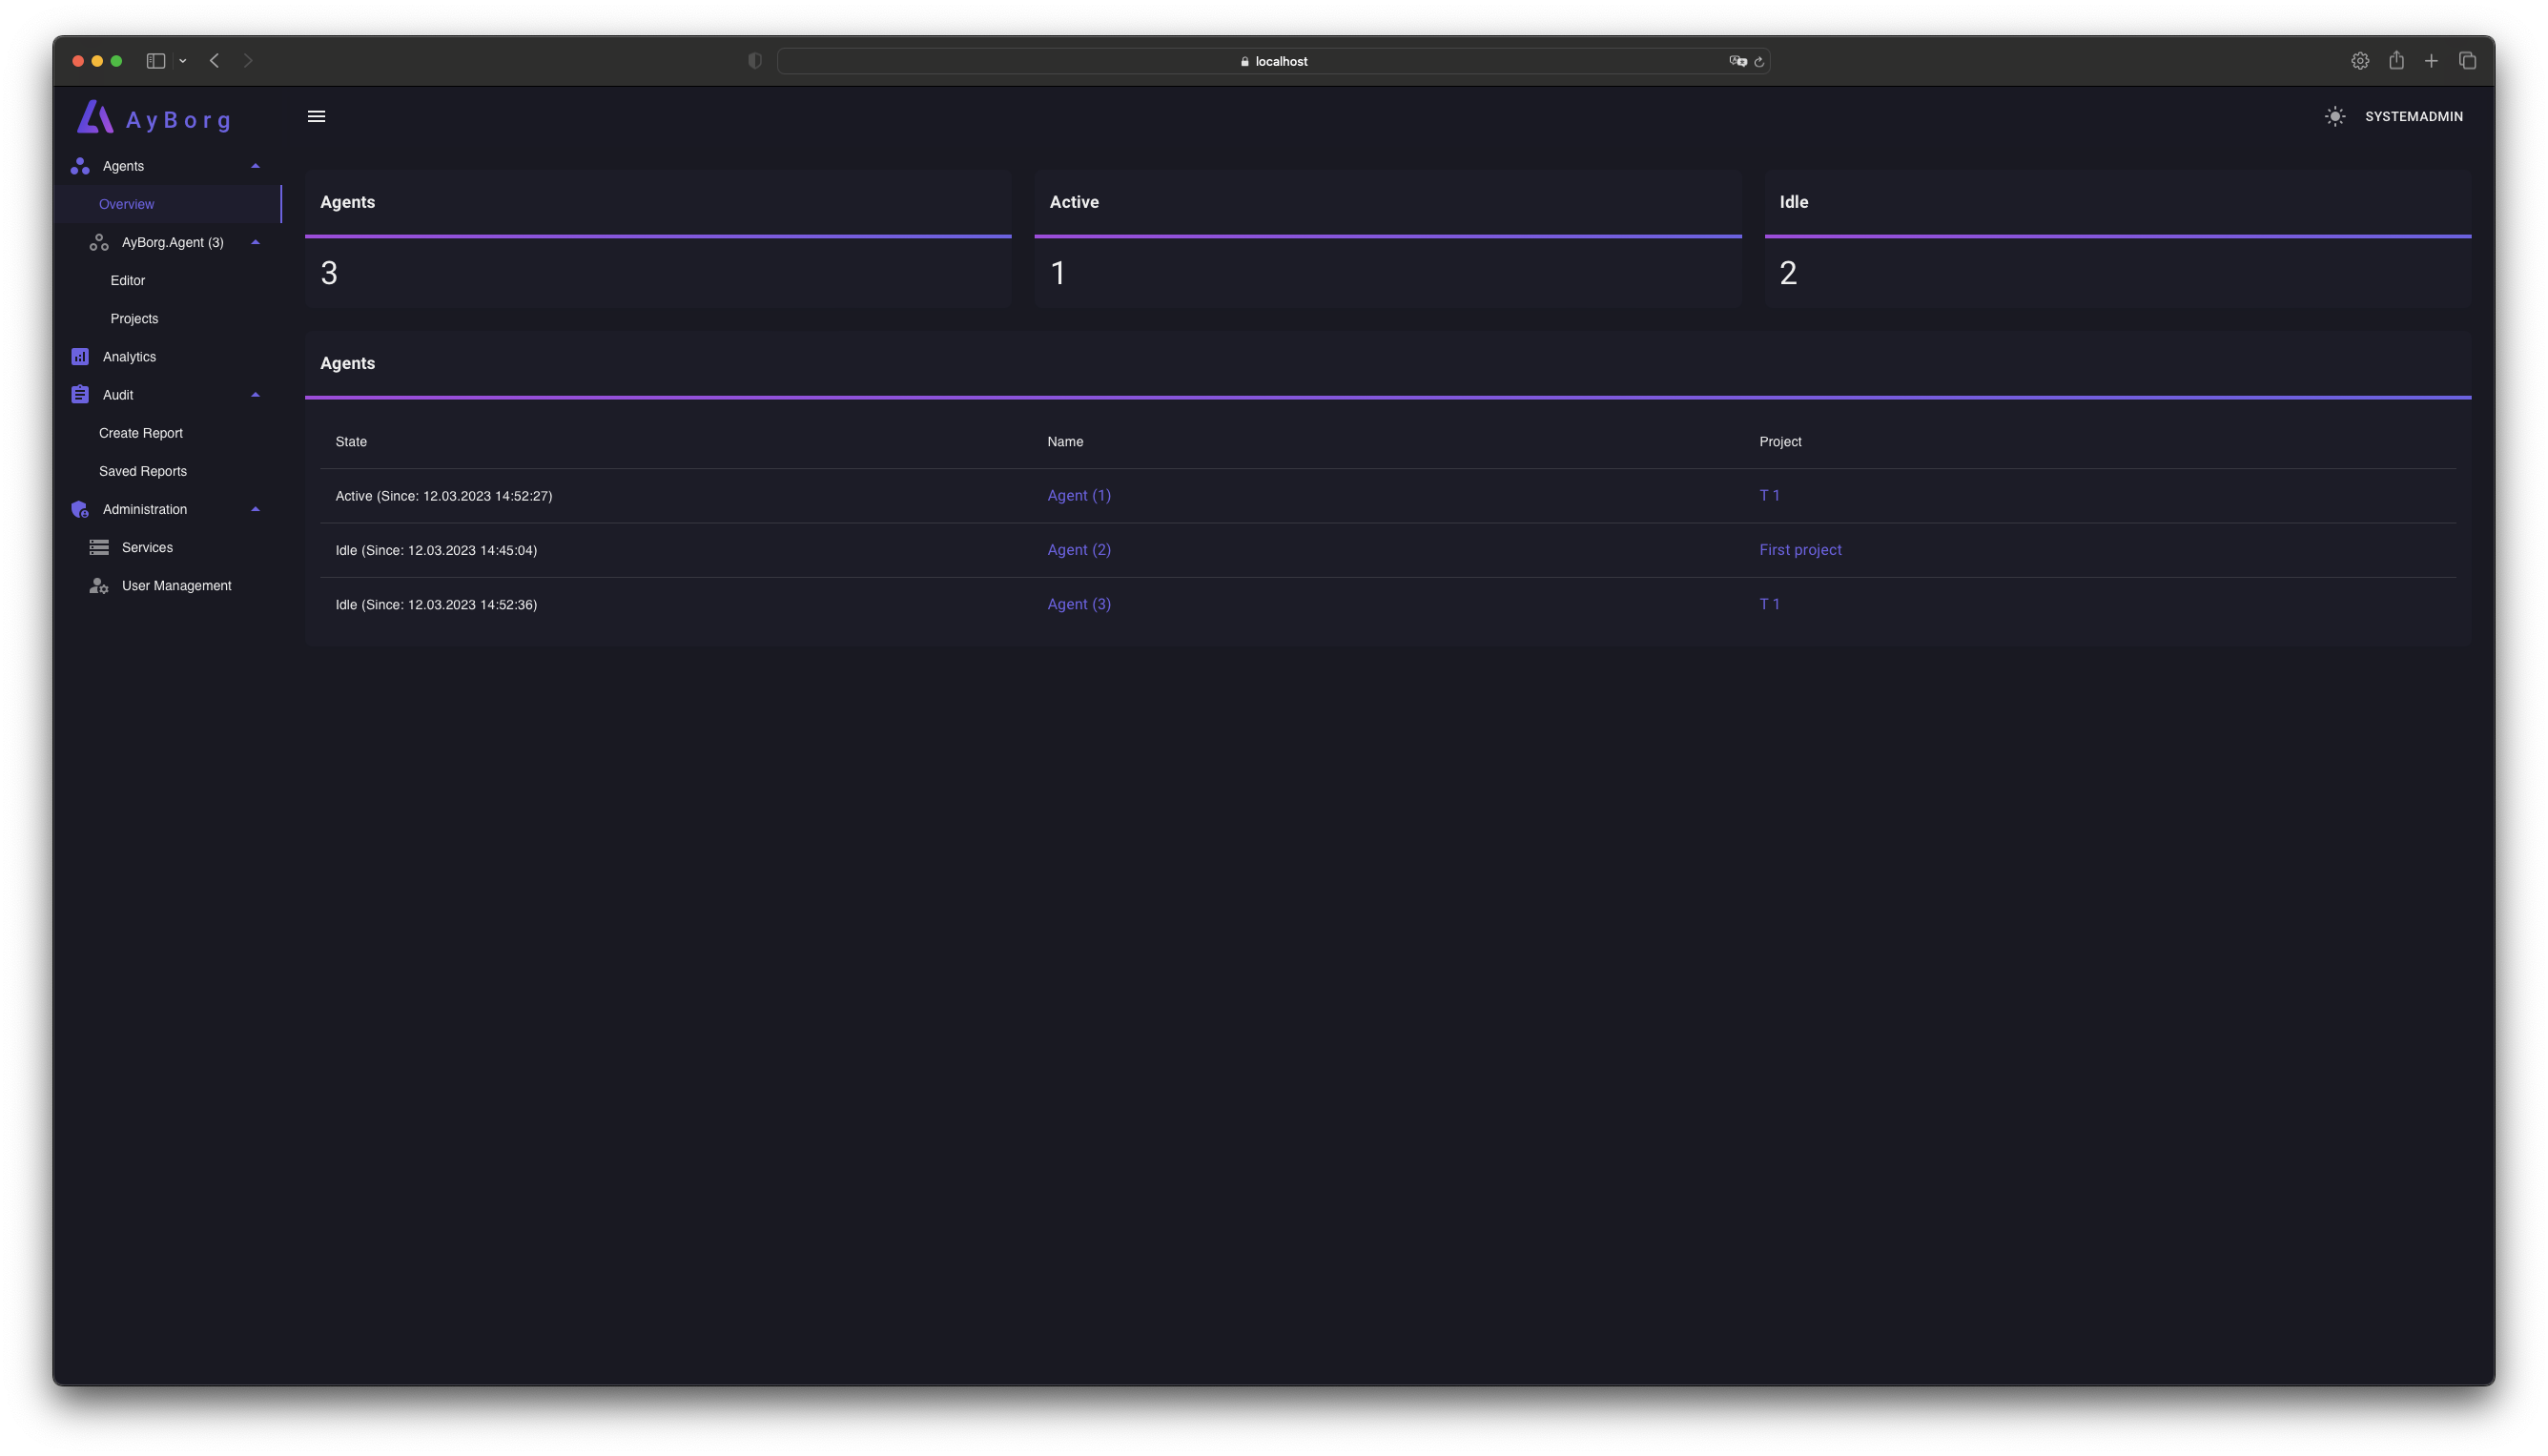 localhost
AyBorg
SYSTEMADMIN
Agents
Overview
AyBorg.Agent (3)
Editor
Projects
Analytics
Audit
Create Report
Saved Reports
Administration
Services
User Management
Agents
3
Active
1
Idle
2
Agents
State Name Project
Active (Since: 12.03.2023 14:52:27) Agent (1) T 1
Idle (Since: 12.03.2023 14:45:04) Agent (2) First project
Idle (Since: 12.03.2023 14:52:36) Agent (3) T 1